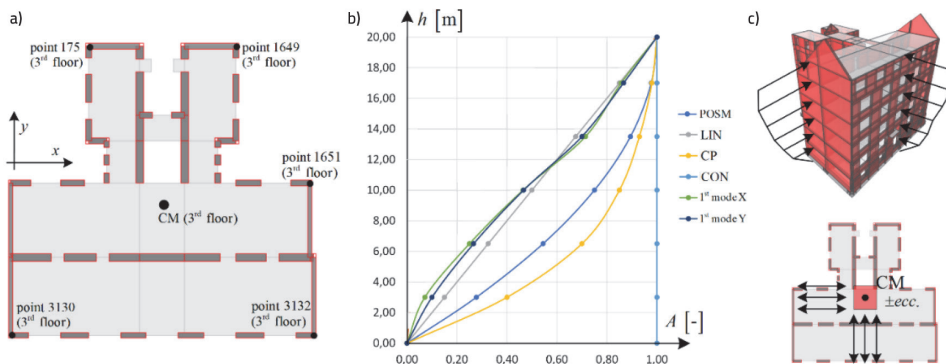 a)
point 175
(3rd floor)
point 1649
(3rd floor)
y
x
point 1651
(3rd floor)
CM (3rd floor)
point 3130
(3rd floor)
point 3132
(3rd floor)
b)
h [m]
20,00
18,00
16,00
14,00
12,00
10,00
8,00
6,00
4,00
2,00
0,00
A [-]
0,00 0,20 0,40 0,60 0,80 1,00
POSM
LIN
CP
CON
1st mode X
1st mode Y
c)
CM
±ecc.